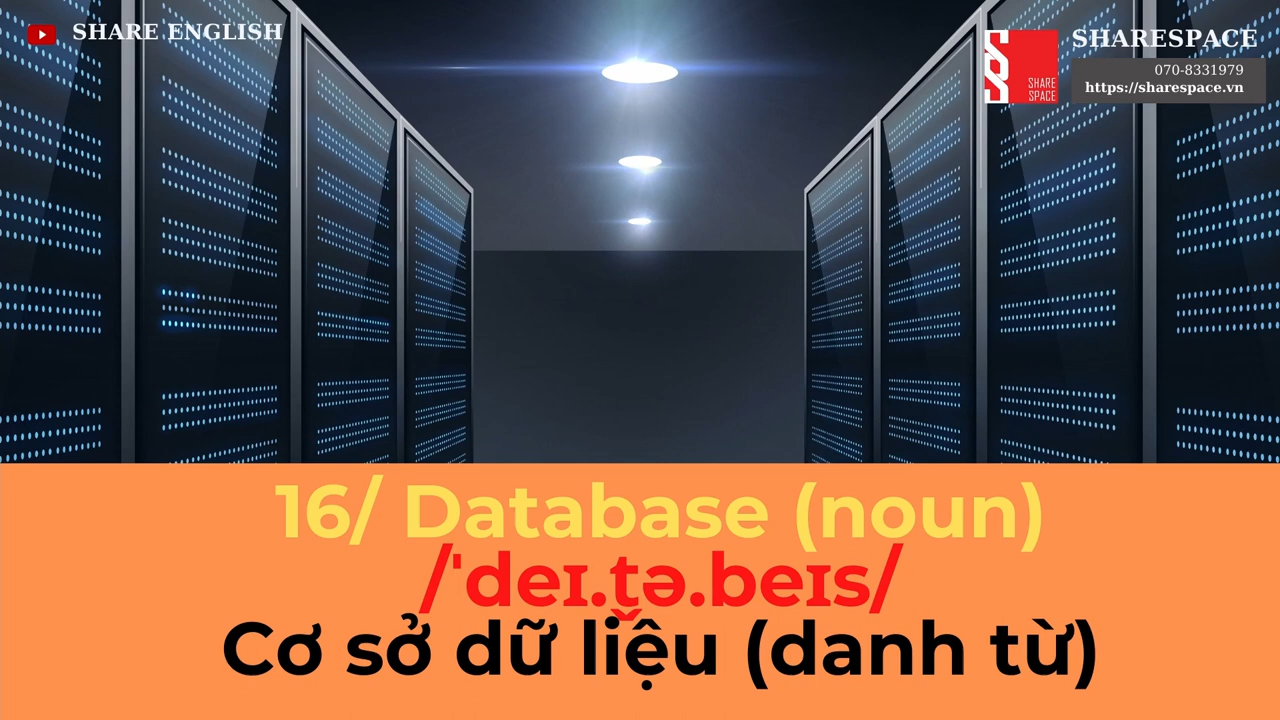 SHARE ENGLISH
SHARESPACE
SHARE
SPACE
070-8331979
https://sharespace.vn
16/ Database (noun)
/ˈdeɪ.t̬ə.beɪs/
Cơ sở dữ liệu (danh từ)